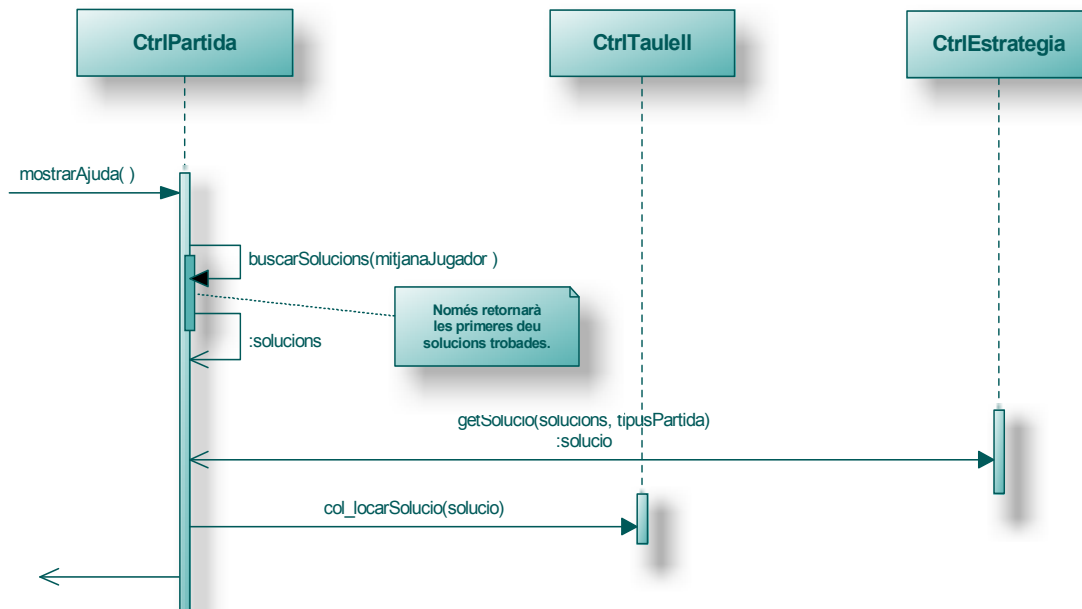 CtrlPartida
CtrlTaulell
CtrlEstrategia
mostrarAjuda( )
buscarSolucions(mitjanaJugador )
Només retornarà
les primeres deu
solucions trobades.
:solucions
getSolucio(solucions, tipusPartida)
:solucio
col_locarSolucio(solucio)